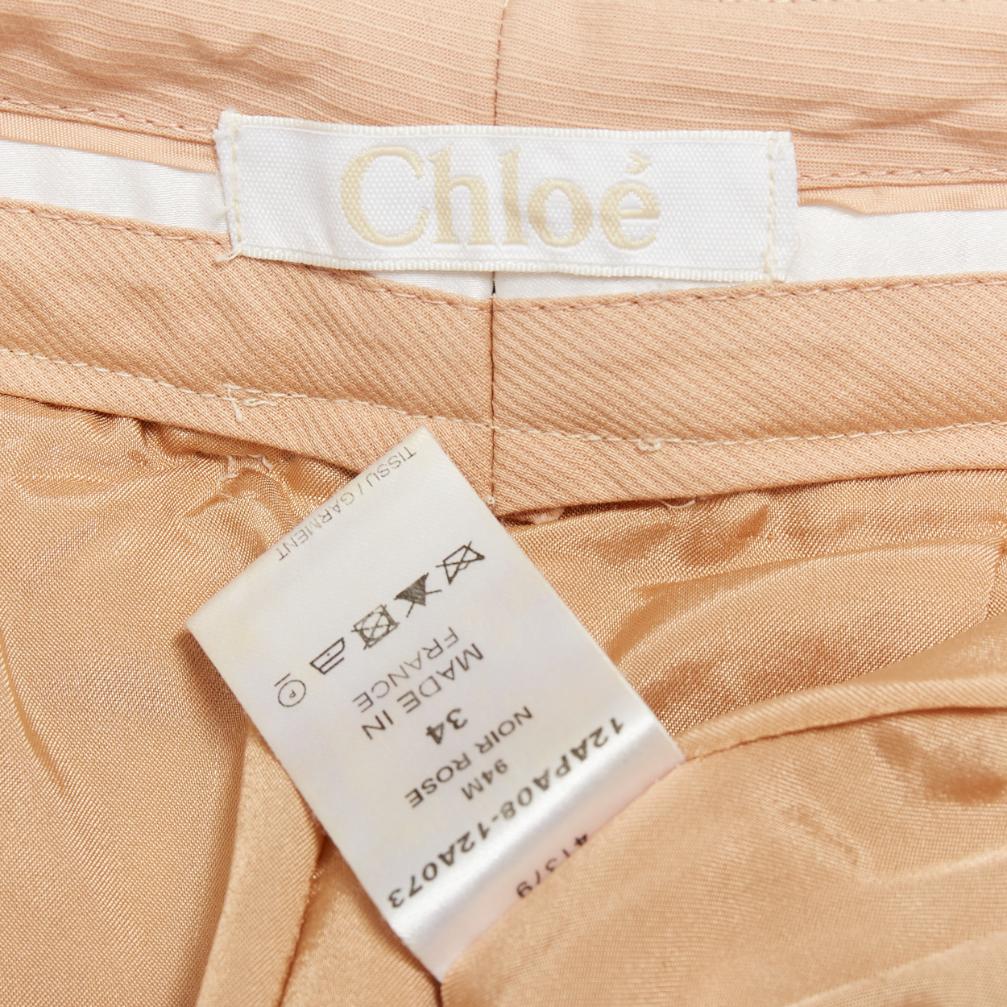 Chloé
12APA08-12A073
94M
NOIR ROSE
34
MADE IN
FRANCE
P
TISSU / GARMENT